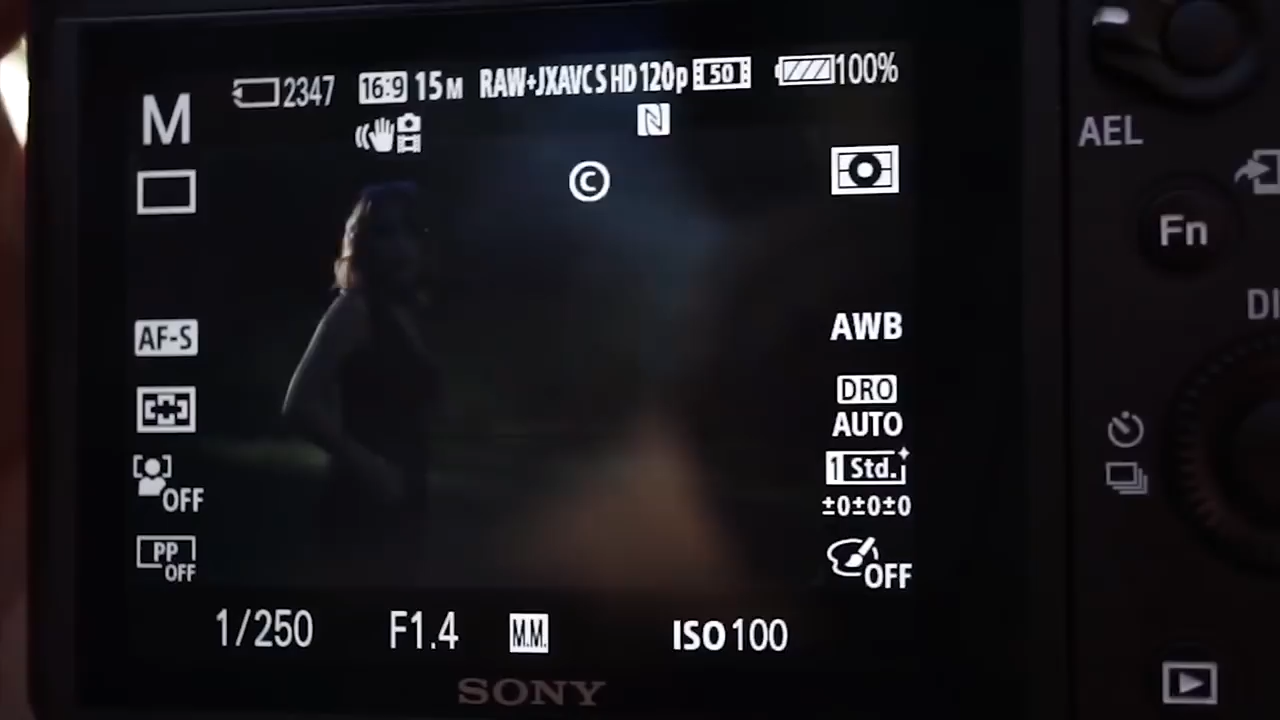 M 2347 16:9 15M RAW+J XAVC S HD 120p 50 100%
N
©
AEL
Fn
AF-S AWB
DRO
AUTO
1 Std.
±0±0±0
OFF
PP
OFF
OFF
1/250 F1.4 M.M. ISO 100
SONY